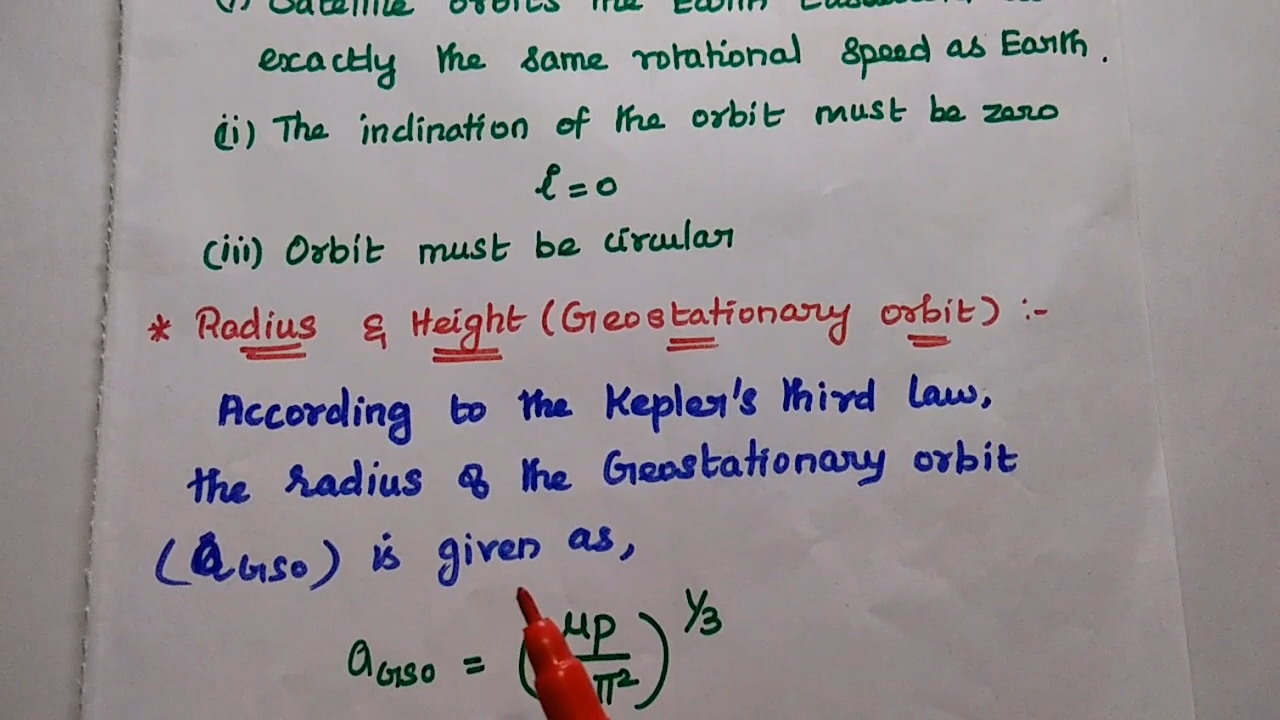 exactly the same rotational speed as Earth.
(ii) The inclination of the orbit must be zero
i = 0
(iii) Orbit must be circular
* Radius & Height (Geostationary orbit) :-
According to the Kepler's third law,
the radius of the Geostationary orbit
(aGSO) is given as,
aGSO = (μP / π²)^1/3